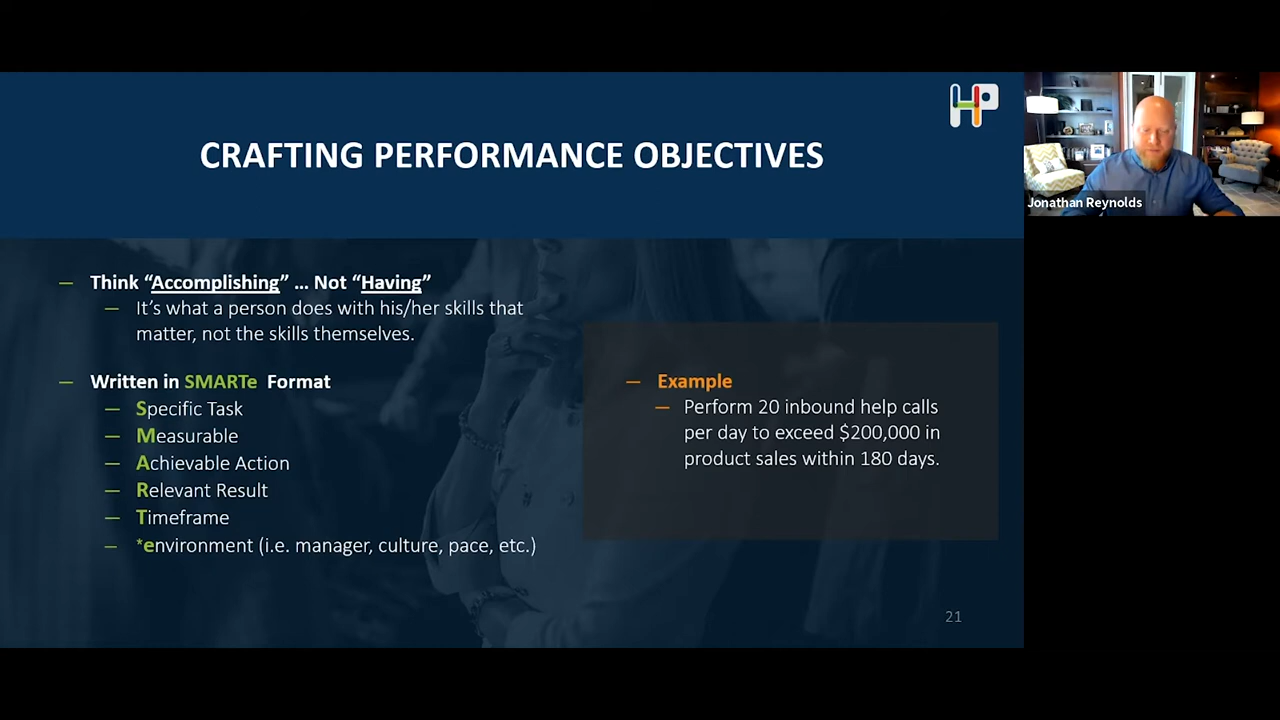 HP
CRAFTING PERFORMANCE OBJECTIVES
Jonathan Reynolds
— Think “Accomplishing” … Not “Having”
— It’s what a person does with his/her skills that
matter, not the skills themselves.
— Written in SMARTe Format
— Specific Task
— Measurable
— Achievable Action
— Relevant Result
— Timeframe
— *environment (i.e. manager, culture, pace, etc.)
— Example
— Perform 20 inbound help calls
per day to exceed $200,000 in
product sales within 180 days.
21